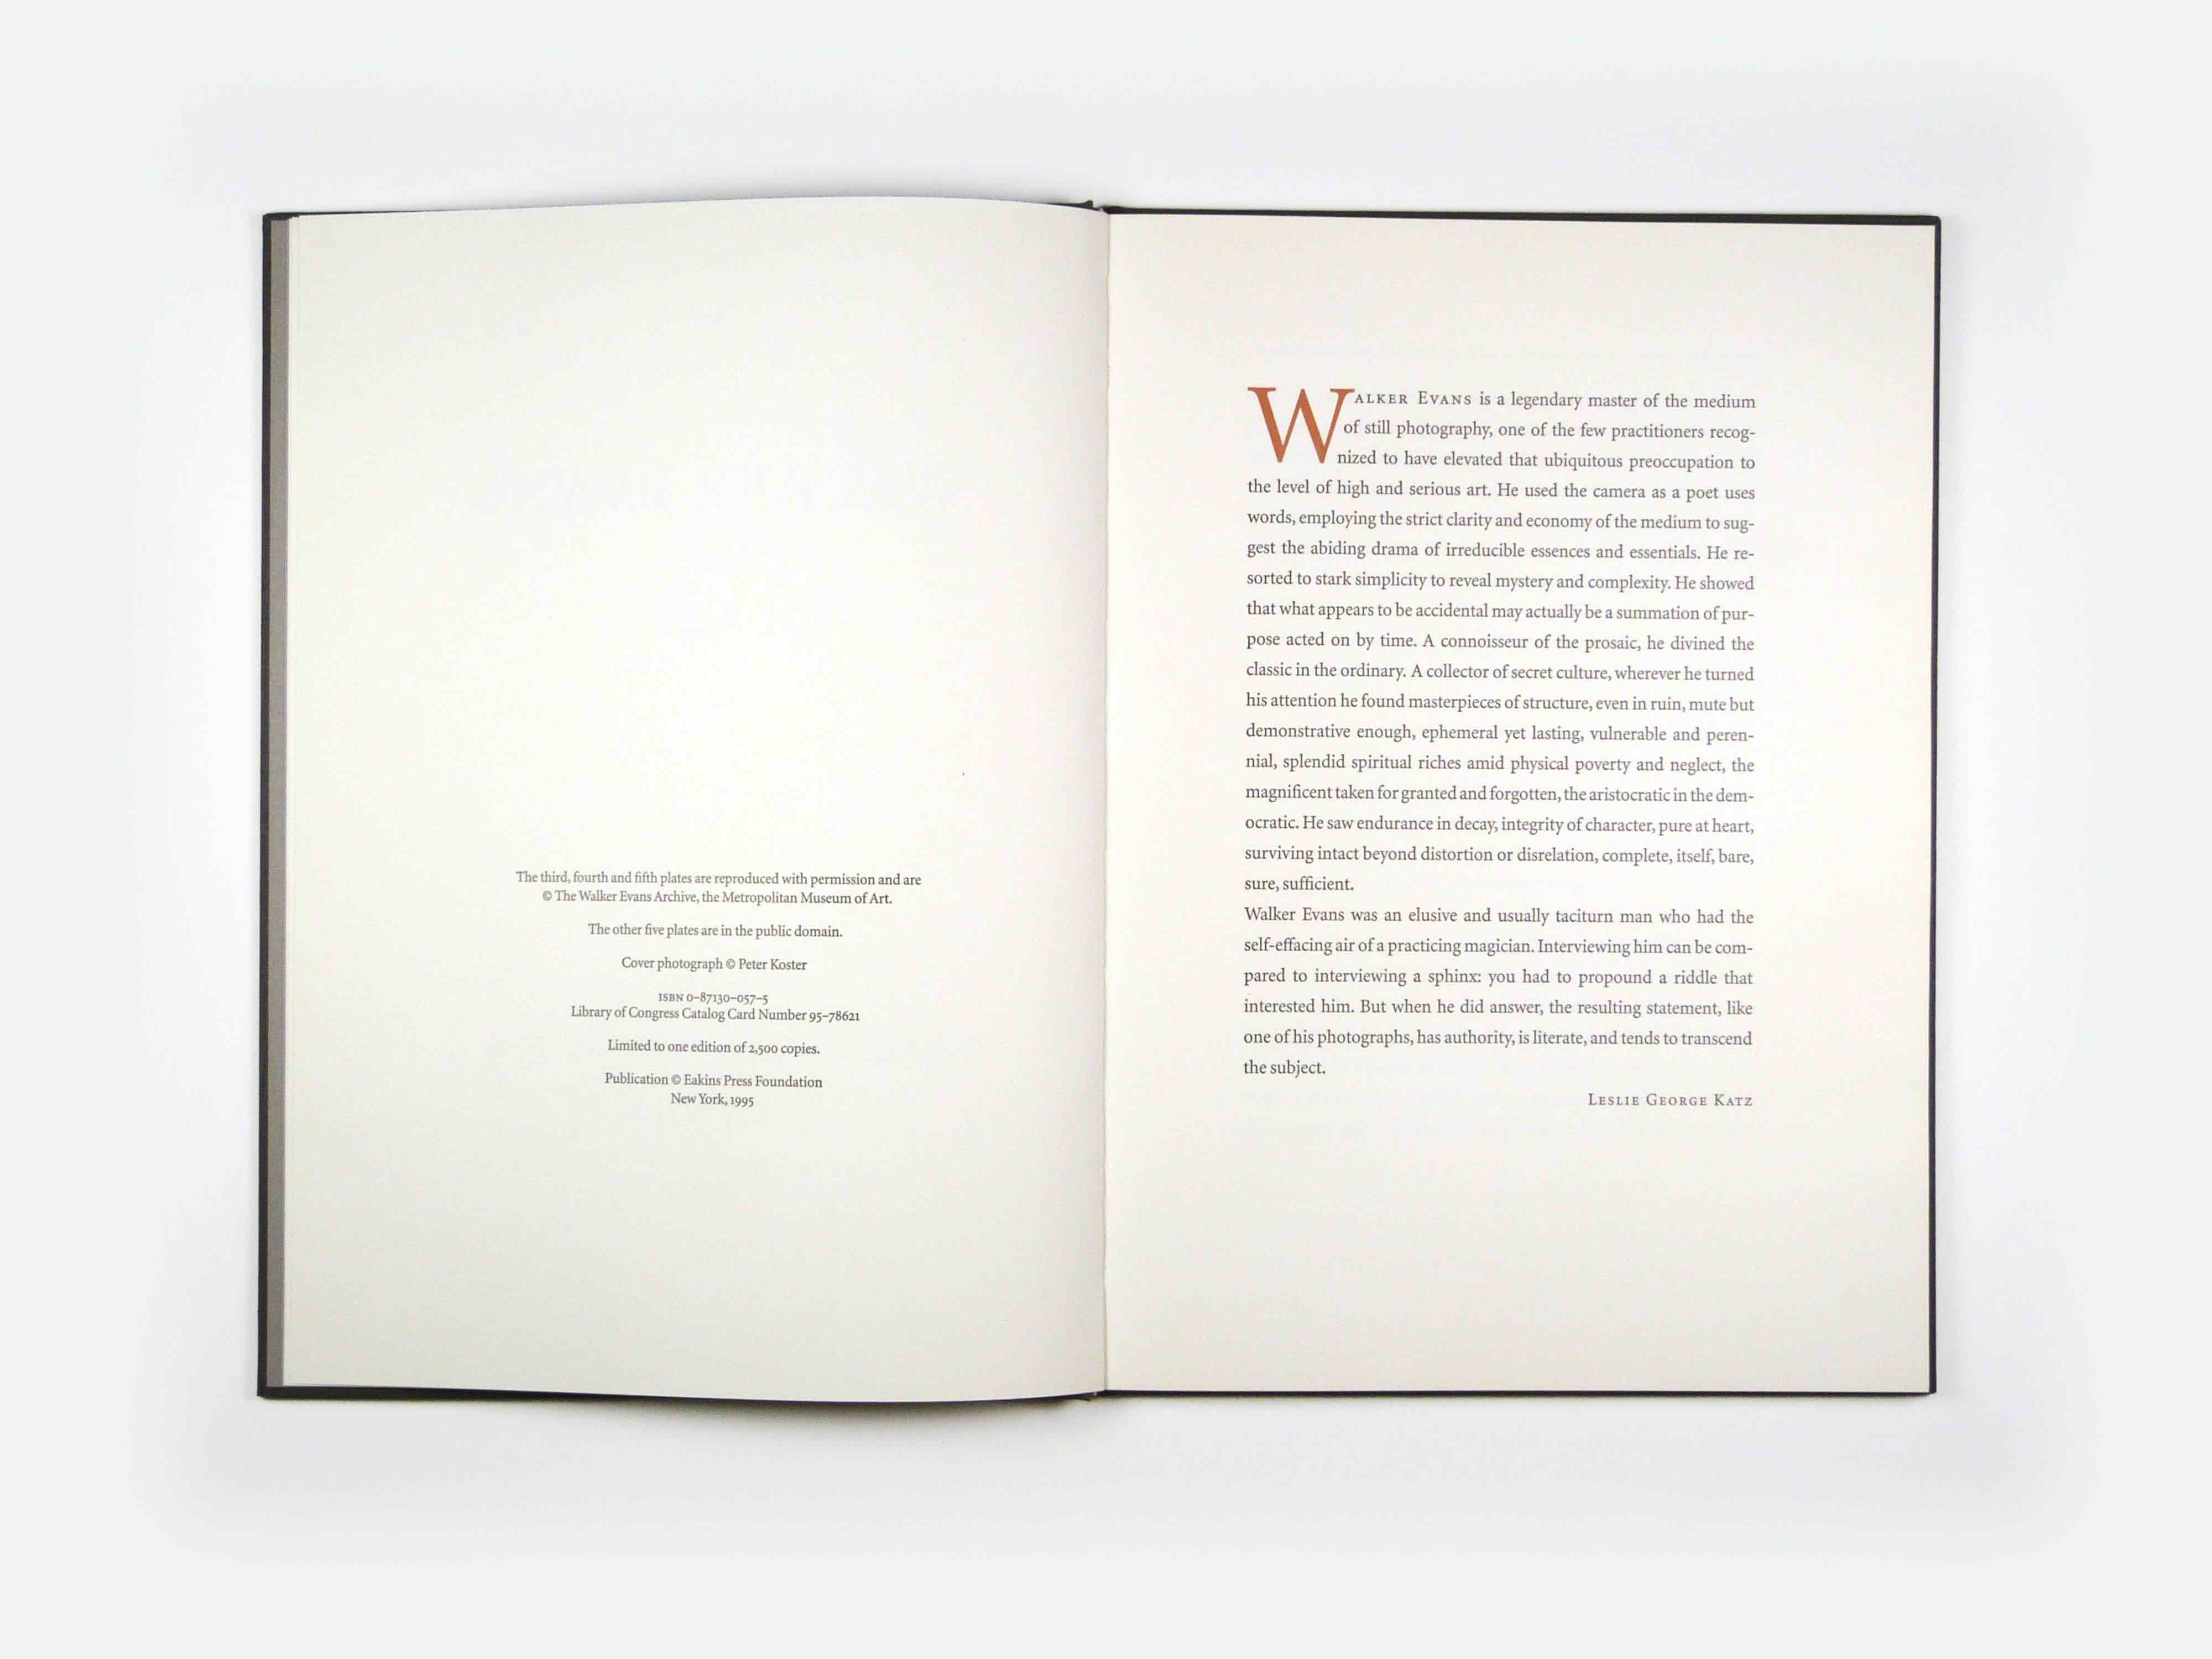 The third, fourth and fifth plates are reproduced with permission and are
© The Walker Evans Archive, the Metropolitan Museum of Art.
The other five plates are in the public domain.
Cover photograph © Peter Koster
ISBN 0–87130–057–5
Library of Congress Catalog Card Number 95–78621
Limited to one edition of 2,500 copies.
Publication © Eakins Press Foundation
New York, 1995
WALKER EVANS is a legendary master of the medium
of still photography, one of the few practitioners recog-
nized to have elevated that ubiquitous preoccupation to
the level of high and serious art. He used the camera as a poet uses
words, employing the strict clarity and economy of the medium to sug-
gest the abiding drama of irreducible essences and essentials. He re-
sorted to stark simplicity to reveal mystery and complexity. He showed
that what appears to be accidental may actually be a summation of pur-
pose acted on by time. A connoisseur of the prosaic, he divined the
classic in the ordinary. A collector of secret culture, wherever he turned
his attention he found masterpieces of structure, even in ruin, mute but
demonstrative enough, ephemeral yet lasting, vulnerable and peren-
nial, splendid spiritual riches amid physical poverty and neglect, the
magnificent taken for granted and forgotten, the aristocratic in the dem-
ocratic. He saw endurance in decay, integrity of character, pure at heart,
surviving intact beyond distortion or disrelation, complete, itself, bare,
sure, sufficient.
Walker Evans was an elusive and usually taciturn man who had the
self-effacing air of a practicing magician. Interviewing him can be com-
pared to interviewing a sphinx: you had to propound a riddle that
interested him. But when he did answer, the resulting statement, like
one of his photographs, has authority, is literate, and tends to transcend
the subject.
LESLIE GEORGE KATZ